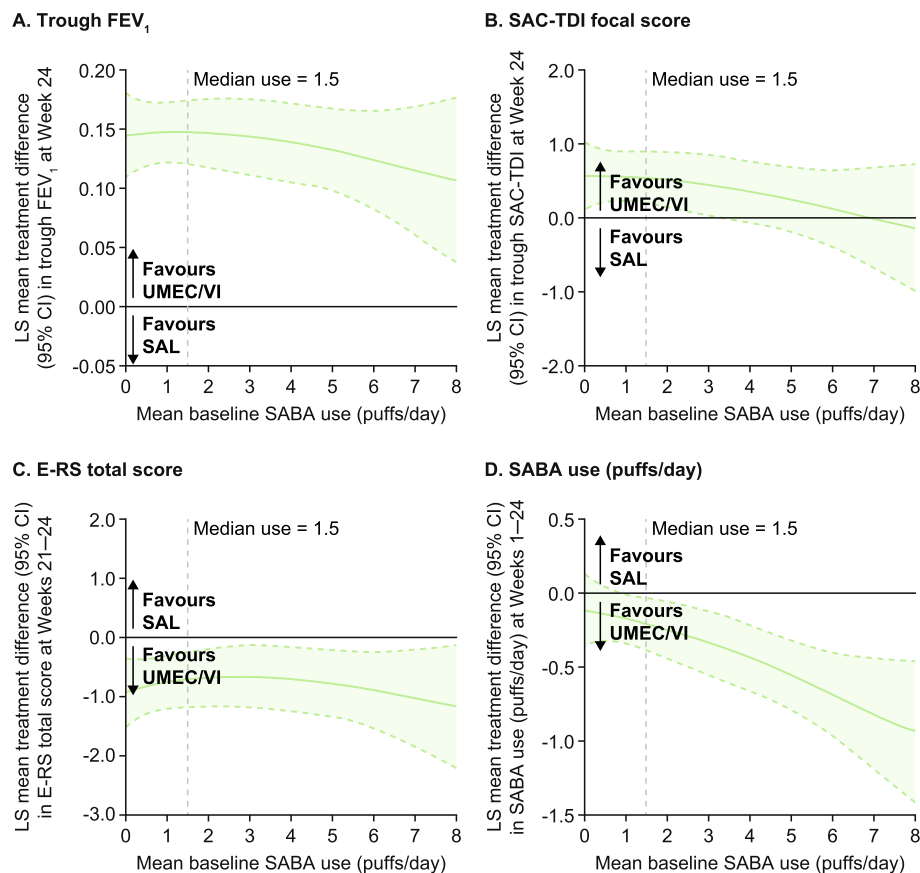 A. Trough FEV₁
LS mean treatment difference
(95% CI) in trough FEV₁ at Week 24
0.20
0.15
0.10
0.05
0.00
-0.05
Median use = 1.5
Favours
UMEC/VI
Favours
SAL
0 1 2 3 4 5 6 7 8
Mean baseline SABA use (puffs/day)
B. SAC-TDI focal score
LS mean treatment difference
(95% CI) in trough SAC-TDI at Week 24
2.0
1.0
0.0
-1.0
-2.0
Median use = 1.5
Favours
UMEC/VI
Favours
SAL
0 1 2 3 4 5 6 7 8
Mean baseline SABA use (puffs/day)
C. E-RS total score
LS mean treatment difference (95% CI)
in E-RS total score at Weeks 21–24
2.0
1.0
0.0
-1.0
-2.0
-3.0
Median use = 1.5
Favours
SAL
Favours
UMEC/VI
0 1 2 3 4 5 6 7 8
Mean baseline SABA use (puffs/day)
D. SABA use (puffs/day)
LS mean treatment difference (95% CI)
in SABA use (puffs/day) at Weeks 1–24
0.5
0.0
-0.5
-1.0
-1.5
Median use = 1.5
Favours
SAL
Favours
UMEC/VI
0 1 2 3 4 5 6 7 8
Mean baseline SABA use (puffs/day)